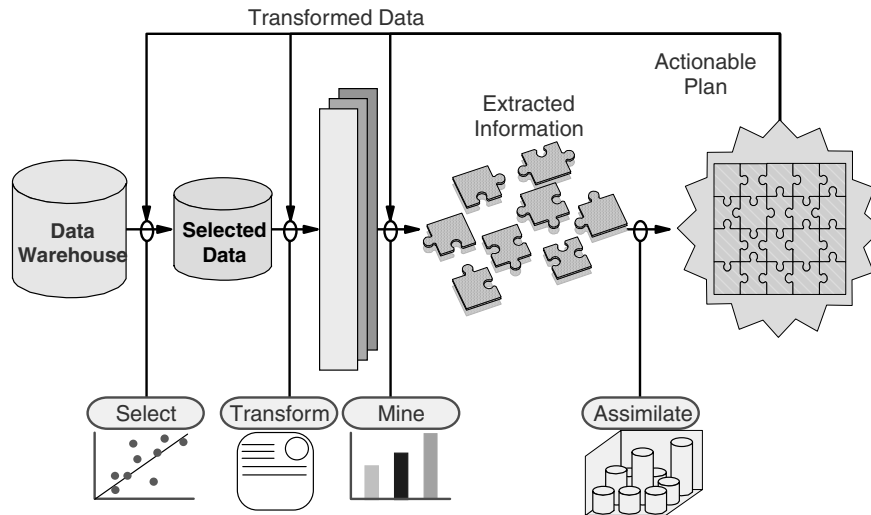 Transformed Data
Actionable
Plan
Extracted
Information
Data
Warehouse
Selected
Data
Select
Transform
Mine
Assimilate